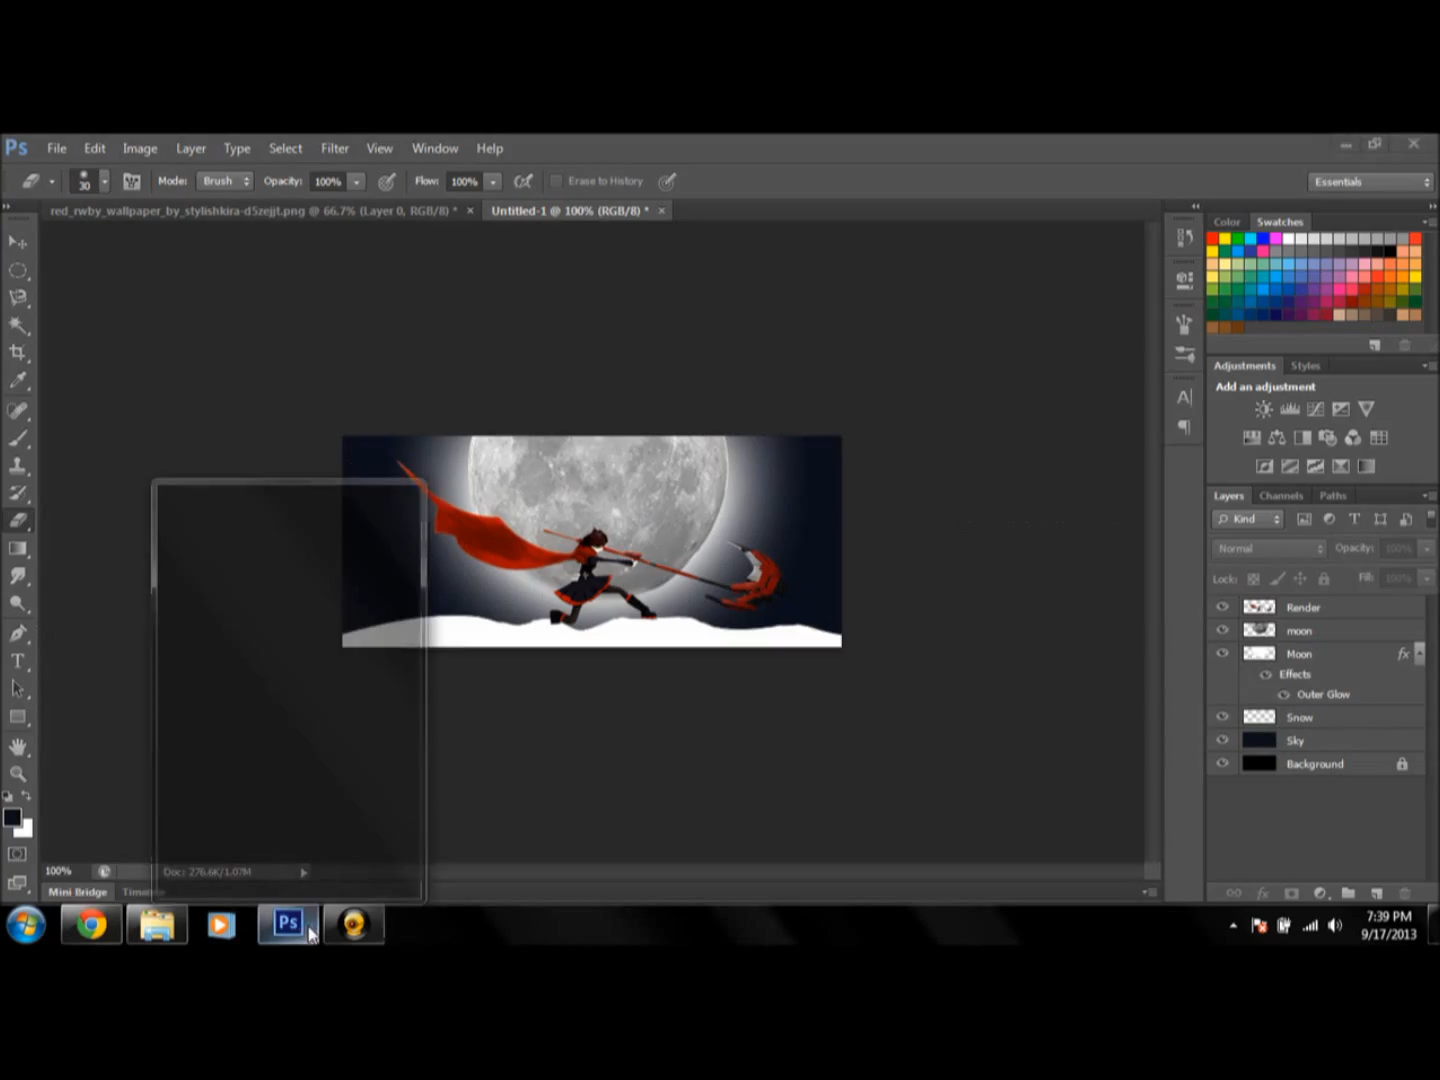 Ps File Edit Image Layer Type Select Filter View Window Help
30 Mode: Brush Opacity: 100% Flow: 100% Erase to History Essentials
red_rwby_wallpaper_by_stylishkira-d5zejjt.png @ 66.7% (Layer 0, RGB/8) * × Untitled-1 @ 100% (RGB/8) * ×
Color Swatches
Adjustments Styles
Add an adjustment
Layers Channels Paths
Kind
Normal Opacity: 100%
Lock: Fill: 100%
Render
moon
Moon fx
Effects
Outer Glow
Snow
Sky
Background
100% Doc: 276.6K/1.07M
Mini Bridge
Ps
7:39 PM
9/17/2013